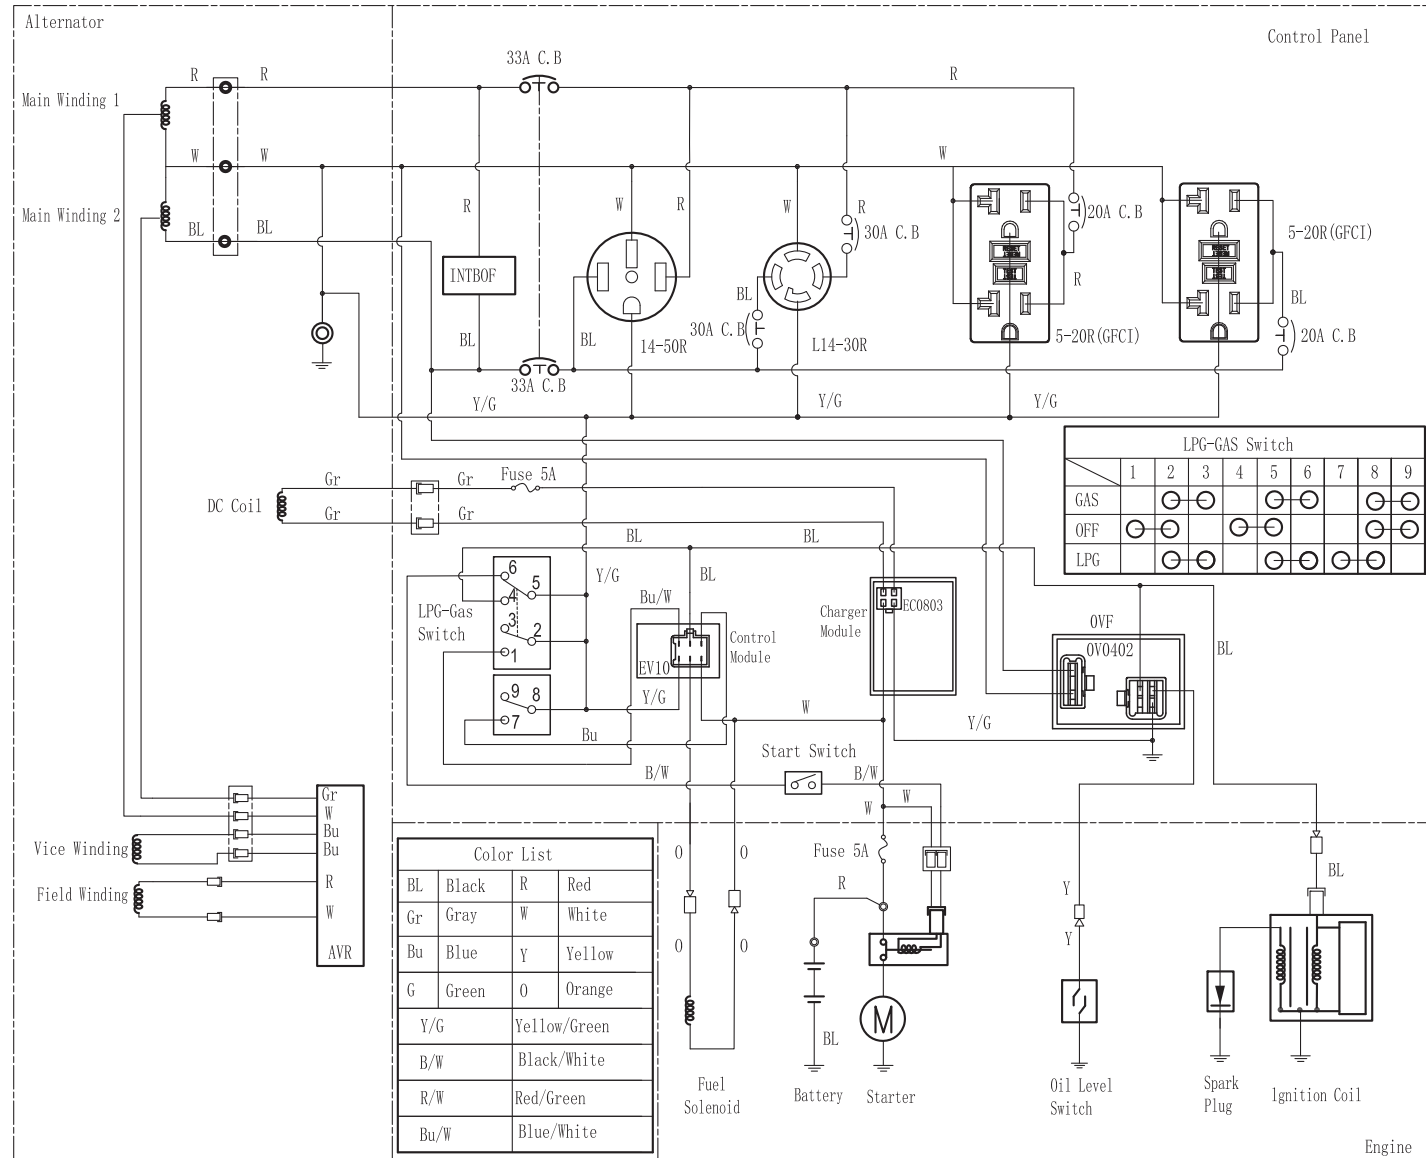 Alternator
Control Panel
33A C.B
R
R
R
Main Winding 1
W
W
W
R
W
R
W
R
20A C.B
Main Winding 2
BL
BL
30A C.B
5-20R(GFCI)
RESET
RESET
TEST
TEST
INTBOF
R
BL
BL
30A C.B
BL
BL
14-50R
L14-30R
5-20R(GFCI)
20A C.B
33A C.B
Y/G
Y/G
Y/G
LPG-GAS Switch
1 2 3 4 5 6 7 8 9
GAS
OFF
LPG
Gr
Gr
Fuse 5A
DC Coil
Gr
Gr
BL
BL
6
5
4
3
2
1
LPG-Gas
Switch
Y/G
Bu/W
BL
Control
Module
EV10
Charger
Module
EC0803
OVF
OV0402
BL
9
8
7
Y/G
Bu
W
Y/G
Start Switch
B/W
B/W
W
W
Gr
W
Bu
Bu
R
W
AVR
Vice Winding
Field Winding
Color List
BL Black R Red
Gr Gray W White
Bu Blue Y Yellow
G Green O Orange
Y/G Yellow/Green
B/W Black/White
R/W Red/Green
Bu/W Blue/White
O
O
O
O
Fuse 5A
R
M
BL
Y
Y
BL
Fuel
Solenoid
Battery
Starter
Oil Level
Switch
Spark
Plug
Ignition Coil
Engine